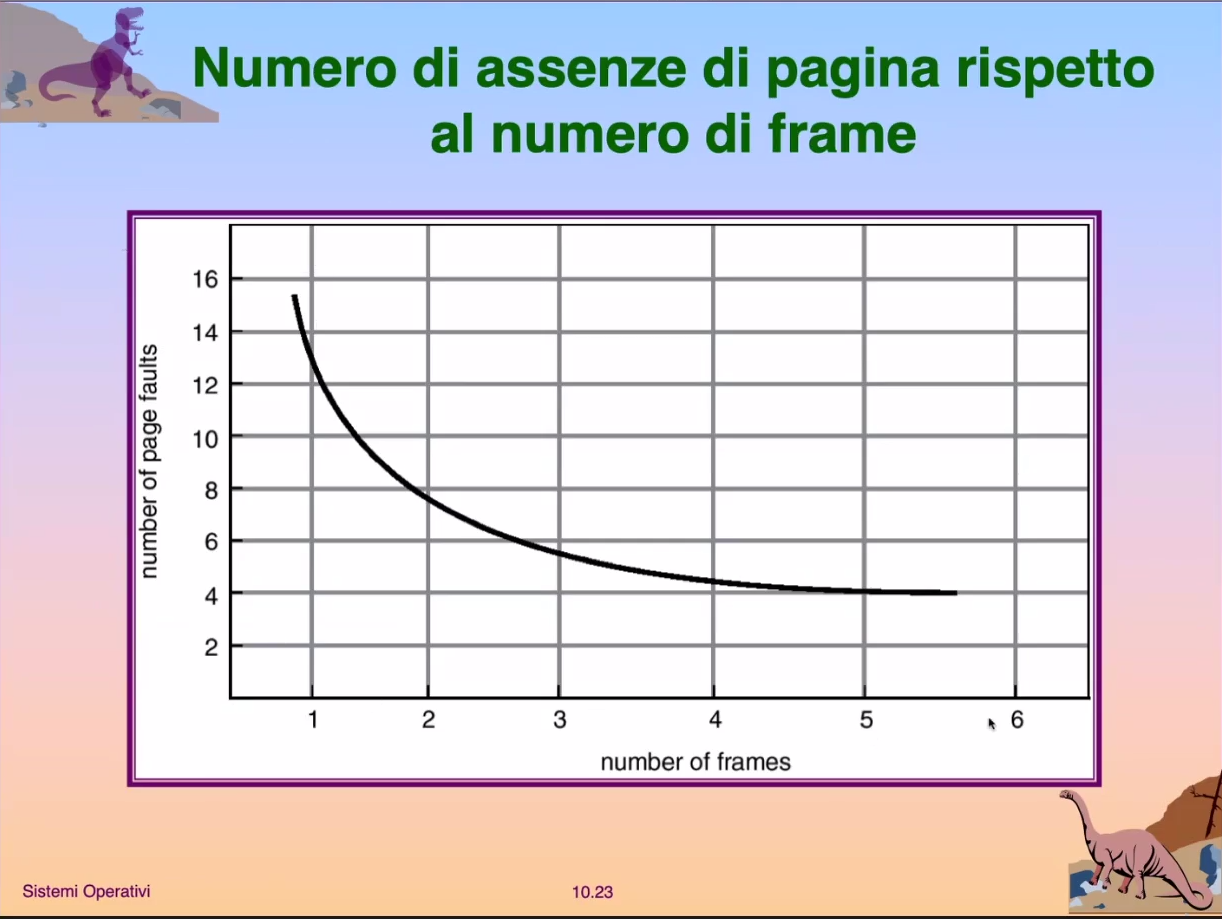 Numero di assenze di pagina rispetto
al numero di frame
number of page faults
16
14
12
10
8
6
4
2
1 2 3 4 5 6
number of frames
Sistemi Operativi
10.23